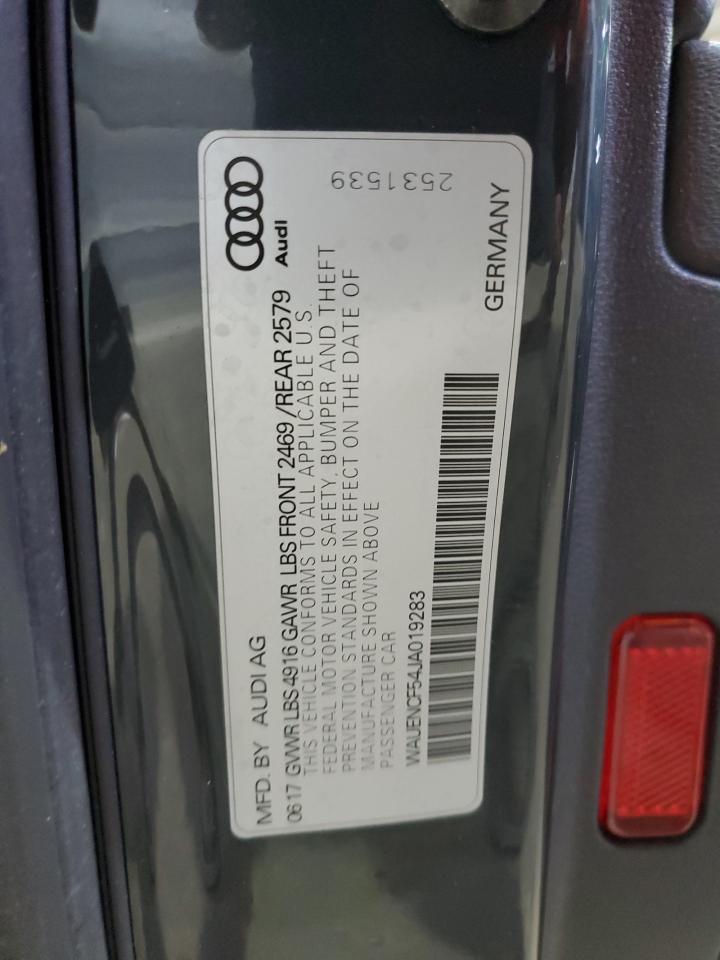 MFD. BY AUDI AG
Audi
0617 GVWR LBS 4916 GAWR LBS FRONT 2469 /REAR 2579
THIS VEHICLE CONFORMS TO ALL APPLICABLE U.S.
FEDERAL MOTOR VEHICLE SAFETY, BUMPER AND THEFT
PREVENTION STANDARDS IN EFFECT ON THE DATE OF
MANUFACTURE SHOWN ABOVE
PASSENGER CAR
WAUENCF54JA019283
GERMANY
2531539